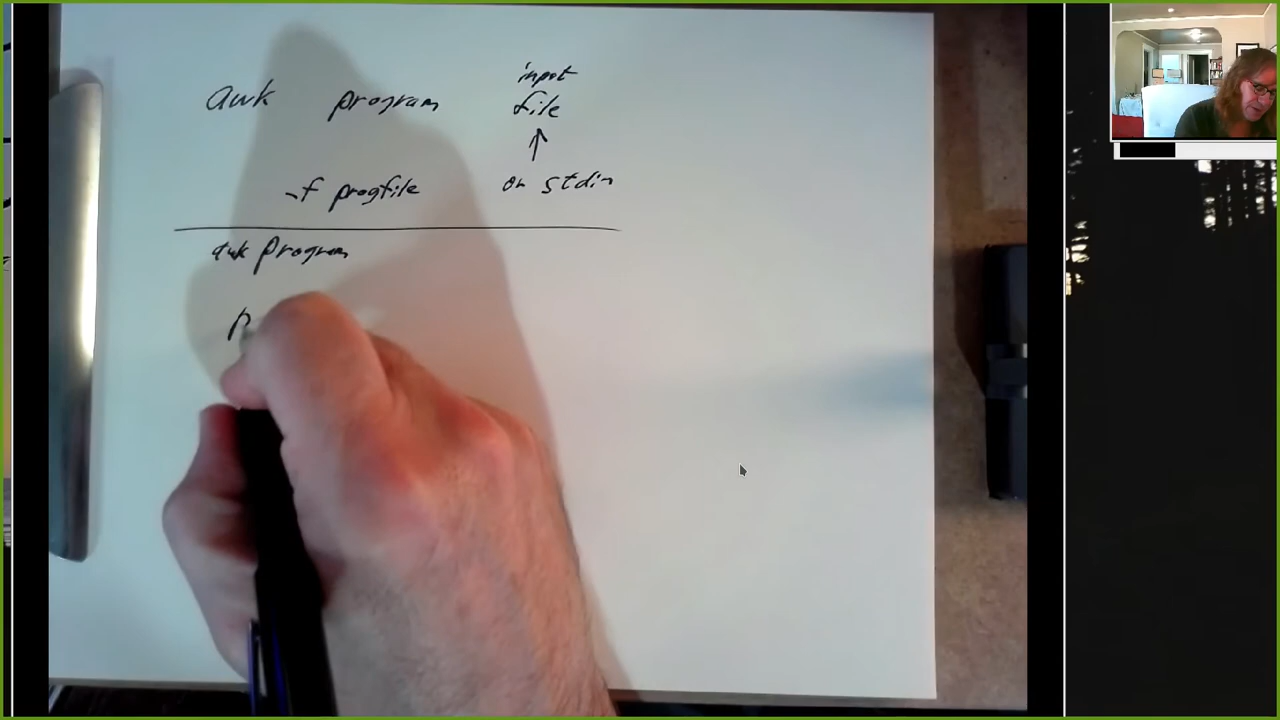 input
awk program file
↑
-f progfile or stdin
awk program